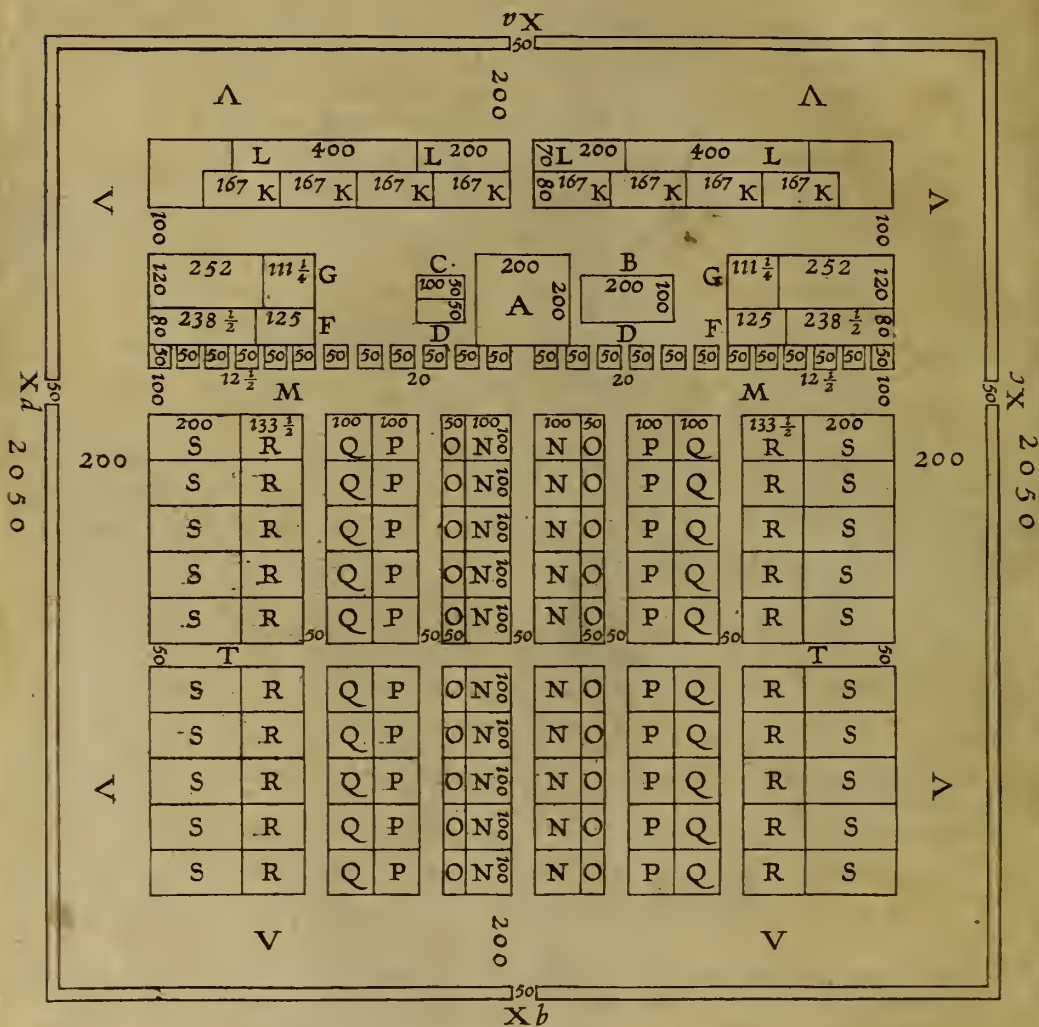 Xa
50
V V
200
L 400 L 200 70 L 200 400 L
167 K 167 K 167 K 167 K 80 167 K 167 K 167 K 167 K
V V
100 100
120 252 111 1/4 G C 200 B G 111 1/4 252 120
100 50 A 200 200 100
80 238 1/2 125 F 50 D D F 125 238 1/2 80
50 50 50 50 50 50 50 50 50 50 50 50 50 50 50 50 50 50 50 50 50 50 50 50
100 12 1/2 M 20 20 M 12 1/2 100
Xd 50 50 Xc
2050 2050
200 133 1/2 100 100 50 100 100 100 50 100 100 133 1/2 200
S R Q P O N N O P Q R S
200 200
S R Q P O N 100 N O P Q R S
S R Q P O N 100 N O P Q R S
S R Q P O N 100 N O P Q R S
S R Q P O N 100 N O P Q R S
50 50 50 50 50 50 50 50
50 T T 50
S R Q P O N 100 N O P Q R S
S R Q P O N 100 N O P Q R S
V V
S R Q P O N 100 N O P Q R S
S R Q P O N 100 N O P Q R S
S R Q P O N 100 N O P Q R S
V 200 V
50
Xb